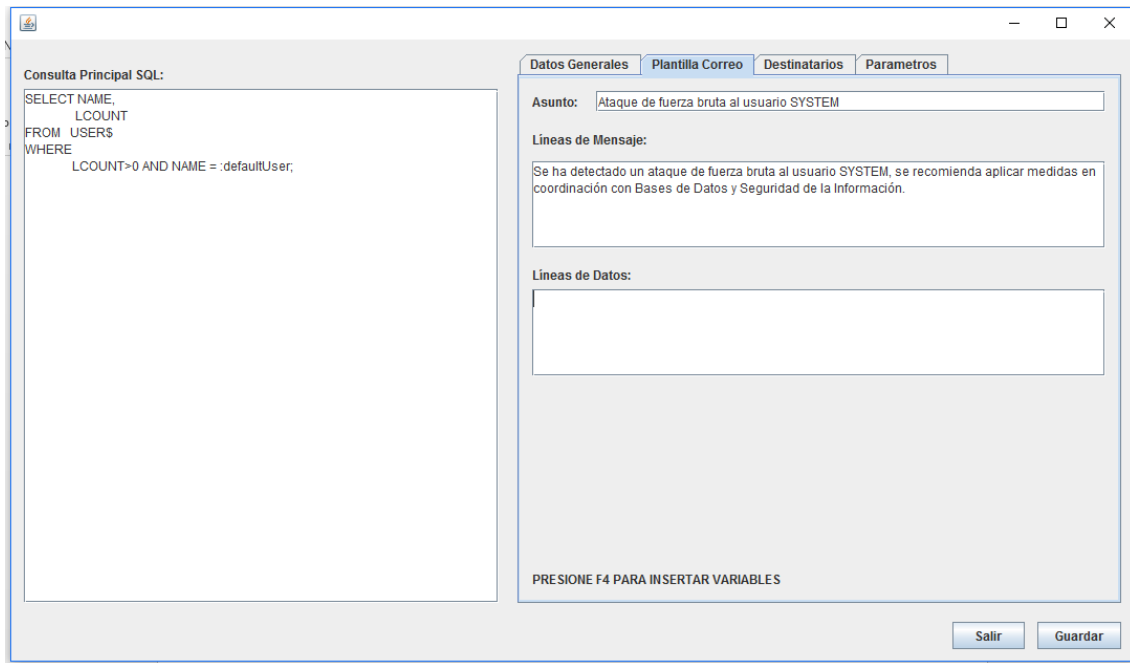 Consulta Principal SQL:
SELECT NAME,
LCOUNT
FROM USER$
WHERE
LCOUNT>0 AND NAME = :defaultUser;
Datos Generales
Plantilla Correo
Destinatarios
Parametros
Asunto: Ataque de fuerza bruta al usuario SYSTEM
Líneas de Mensaje:
Se ha detectado un ataque de fuerza bruta al usuario SYSTEM, se recomienda aplicar medidas en
coordinación con Bases de Datos y Seguridad de la Información.
Líneas de Datos:
PRESIONE F4 PARA INSERTAR VARIABLES
Salir
Guardar